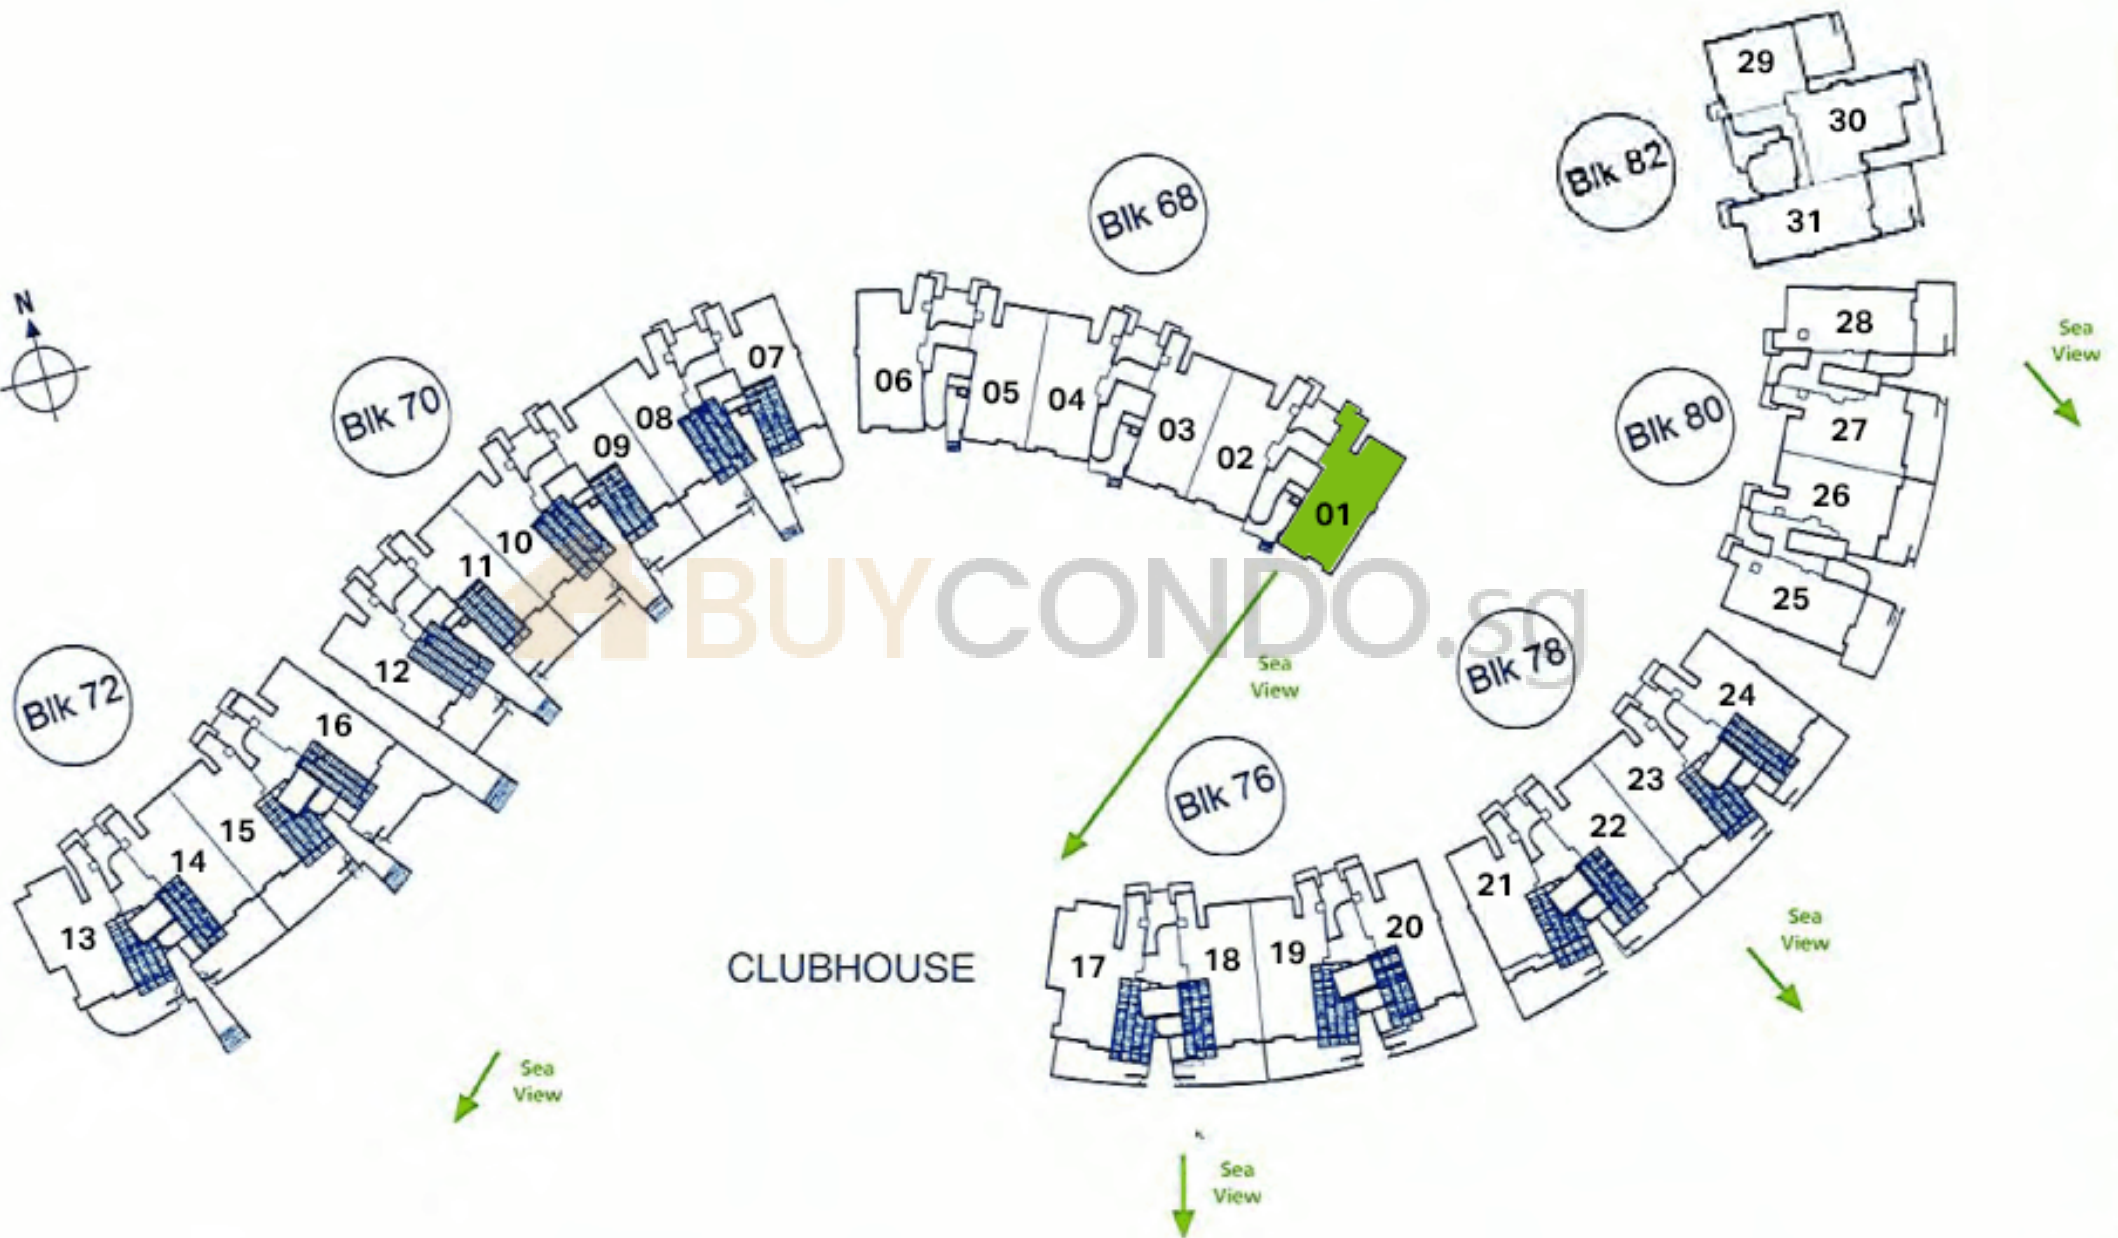 29
30
Blk 82
31
Blk 68
N
28
Sea
View
07
06
05
04
Blk 70
08
03
27
Blk 80
09
02
26
01
10
11
25
BUYCONDO.sg
12
Sea
View
Blk 78
Blk 72
24
16
23
Blk 76
15
22
14
21
13
17
18
19
20
Sea
View
CLUBHOUSE
Sea
View
Sea
View